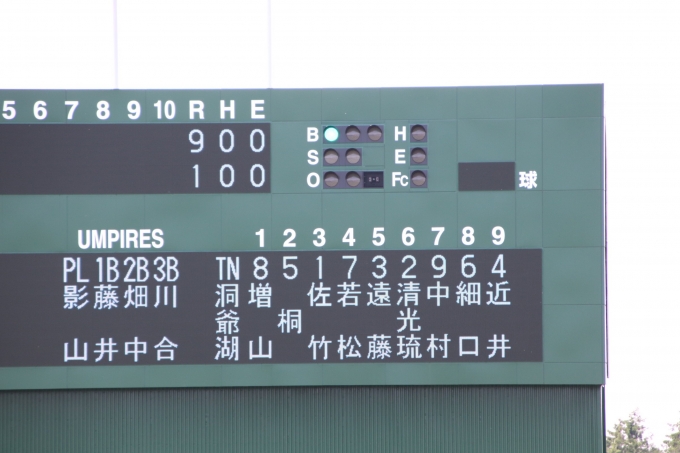 5 6 7 8 9 10 R H E
9 0 0
1 0 0
B H
S E
O Fc 球
UMPIRES 1 2 3 4 5 6 7 8 9
PL 1B 2B 3B TN 8 5 1 7 3 2 9 6 4
影山 藤井 畑中 川合 洞爺湖 増山 桐 佐竹 若松 遠藤 清光琉 中村 細口 近井